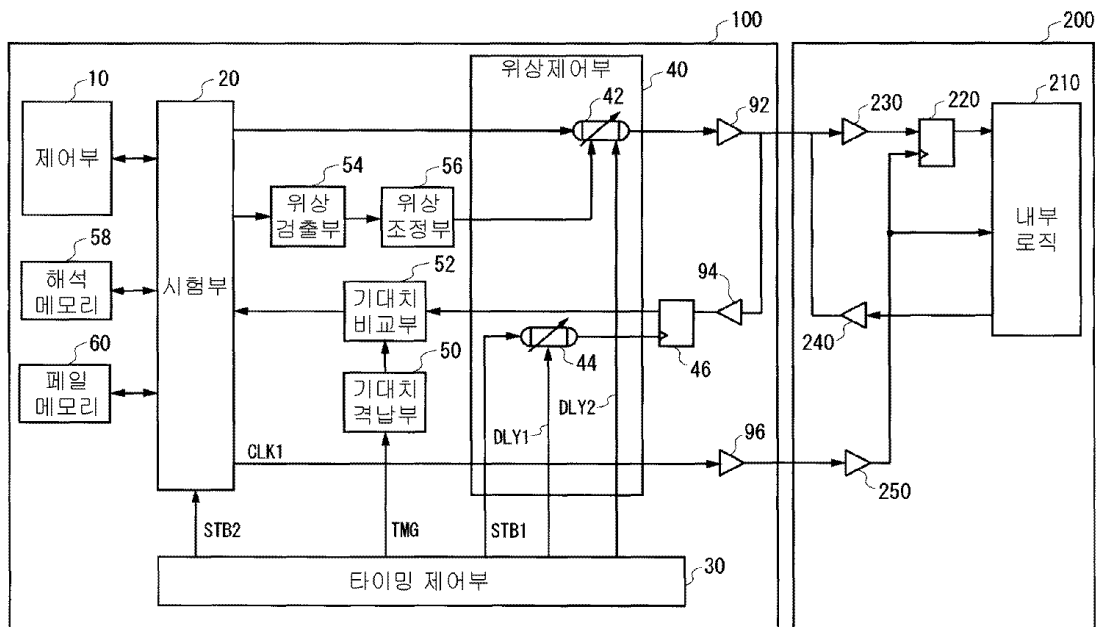 100
200
10
20
위상제어부
40
42
92
230
220
210
제어부
54
56
위상
검출부
위상
조정부
58
해석
메모리
시험부
52
94
내부
로직
기대치
비교부
240
60
50
44
46
페일
메모리
기대치
격납부
DLY2
DLY1
96
CLK1
250
STB2
TMG
STB1
30
타이밍 제어부